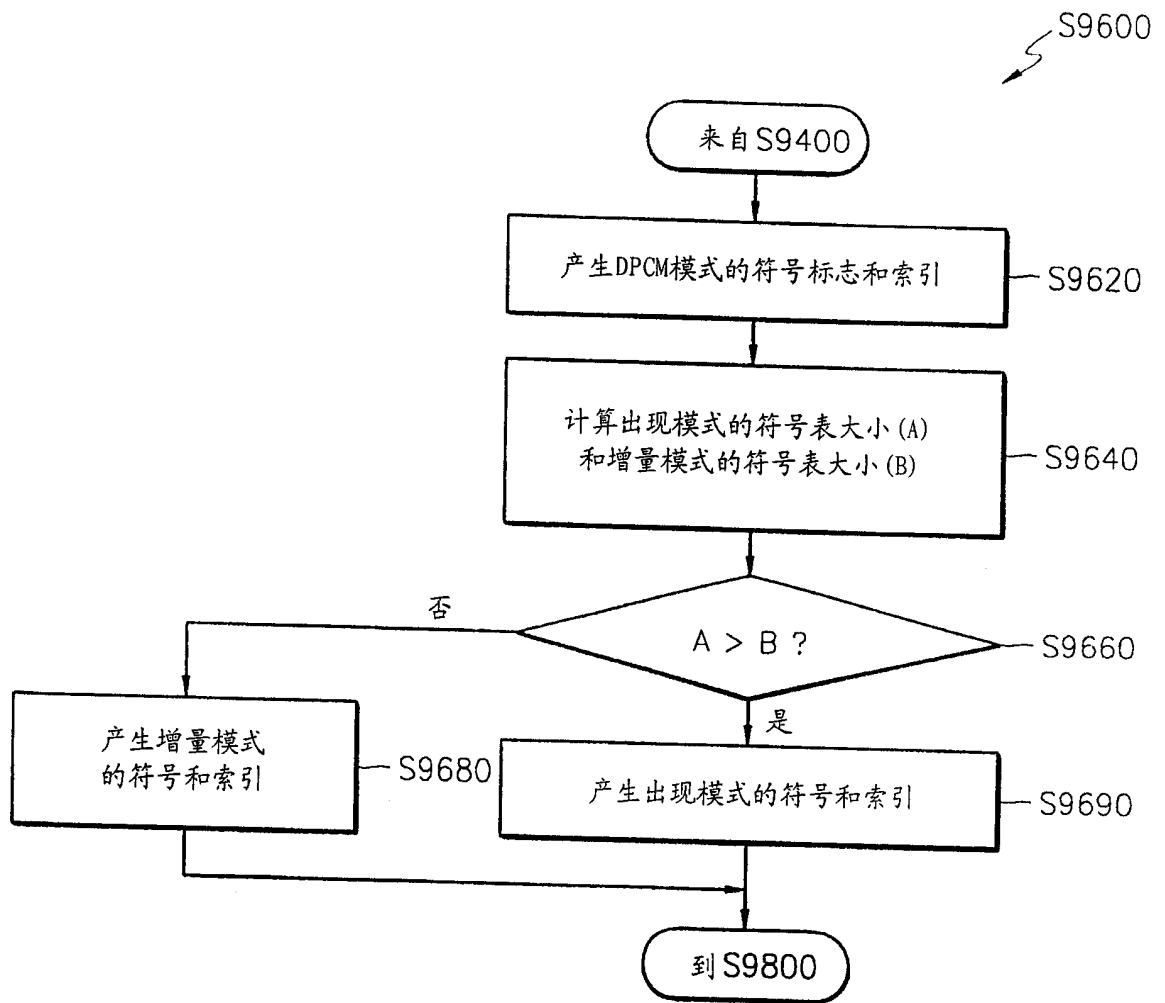 S9600
来自S9400
产生DPCM模式的符号标志和索引
S9620
计算出现模式的符号表大小(A)
和增量模式的符号表大小(B)
S9640
否
A > B ?
S9660
是
产生增量模式
的符号和索引
S9680
产生出现模式的符号和索引
S9690
到S9800